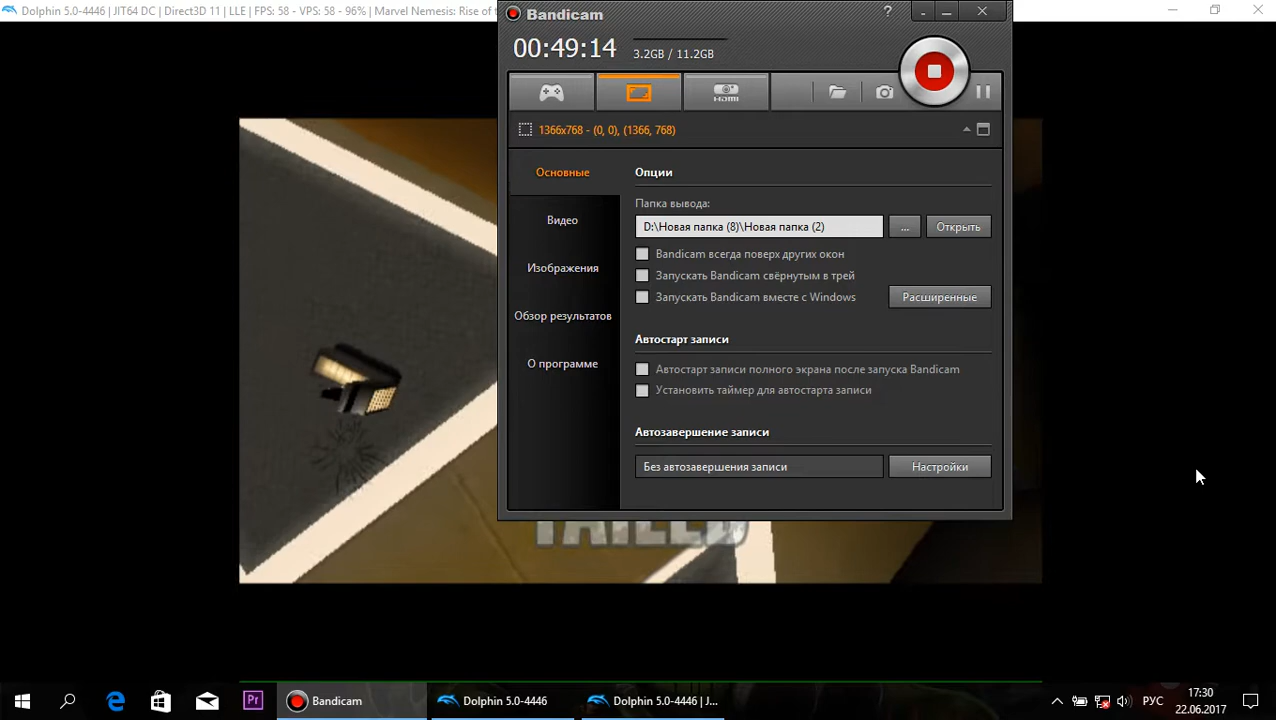 Dolphin 5.0-4446 | JIT64 DC | Direct3D 11 | LLE | FPS: 58 - VPS: 58 - 96% | Marvel Nemesis: Rise of t
Bandicam
?
00:49:14
3.2GB / 11.2GB
HDMI
1366x768 - (0, 0), (1366, 768)
Основные
Видео
Изображения
Обзор результатов
О программе
Опции
Папка вывода:
D:\Новая папка (8)\Новая папка (2)
...
Открыть
Bandicam всегда поверх других окон
Запускать Bandicam свёрнутым в трей
Запускать Bandicam вместе с Windows
Расширенные
Автостарт записи
Автостарт записи полного экрана после запуска Bandicam
Установить таймер для автостарта записи
Автозавершение записи
Без автозавершения записи
Настройки
FAILED
Pr
Bandicam
Dolphin 5.0-4446
Dolphin 5.0-4446 | J...
РУС
17:30
22.06.2017